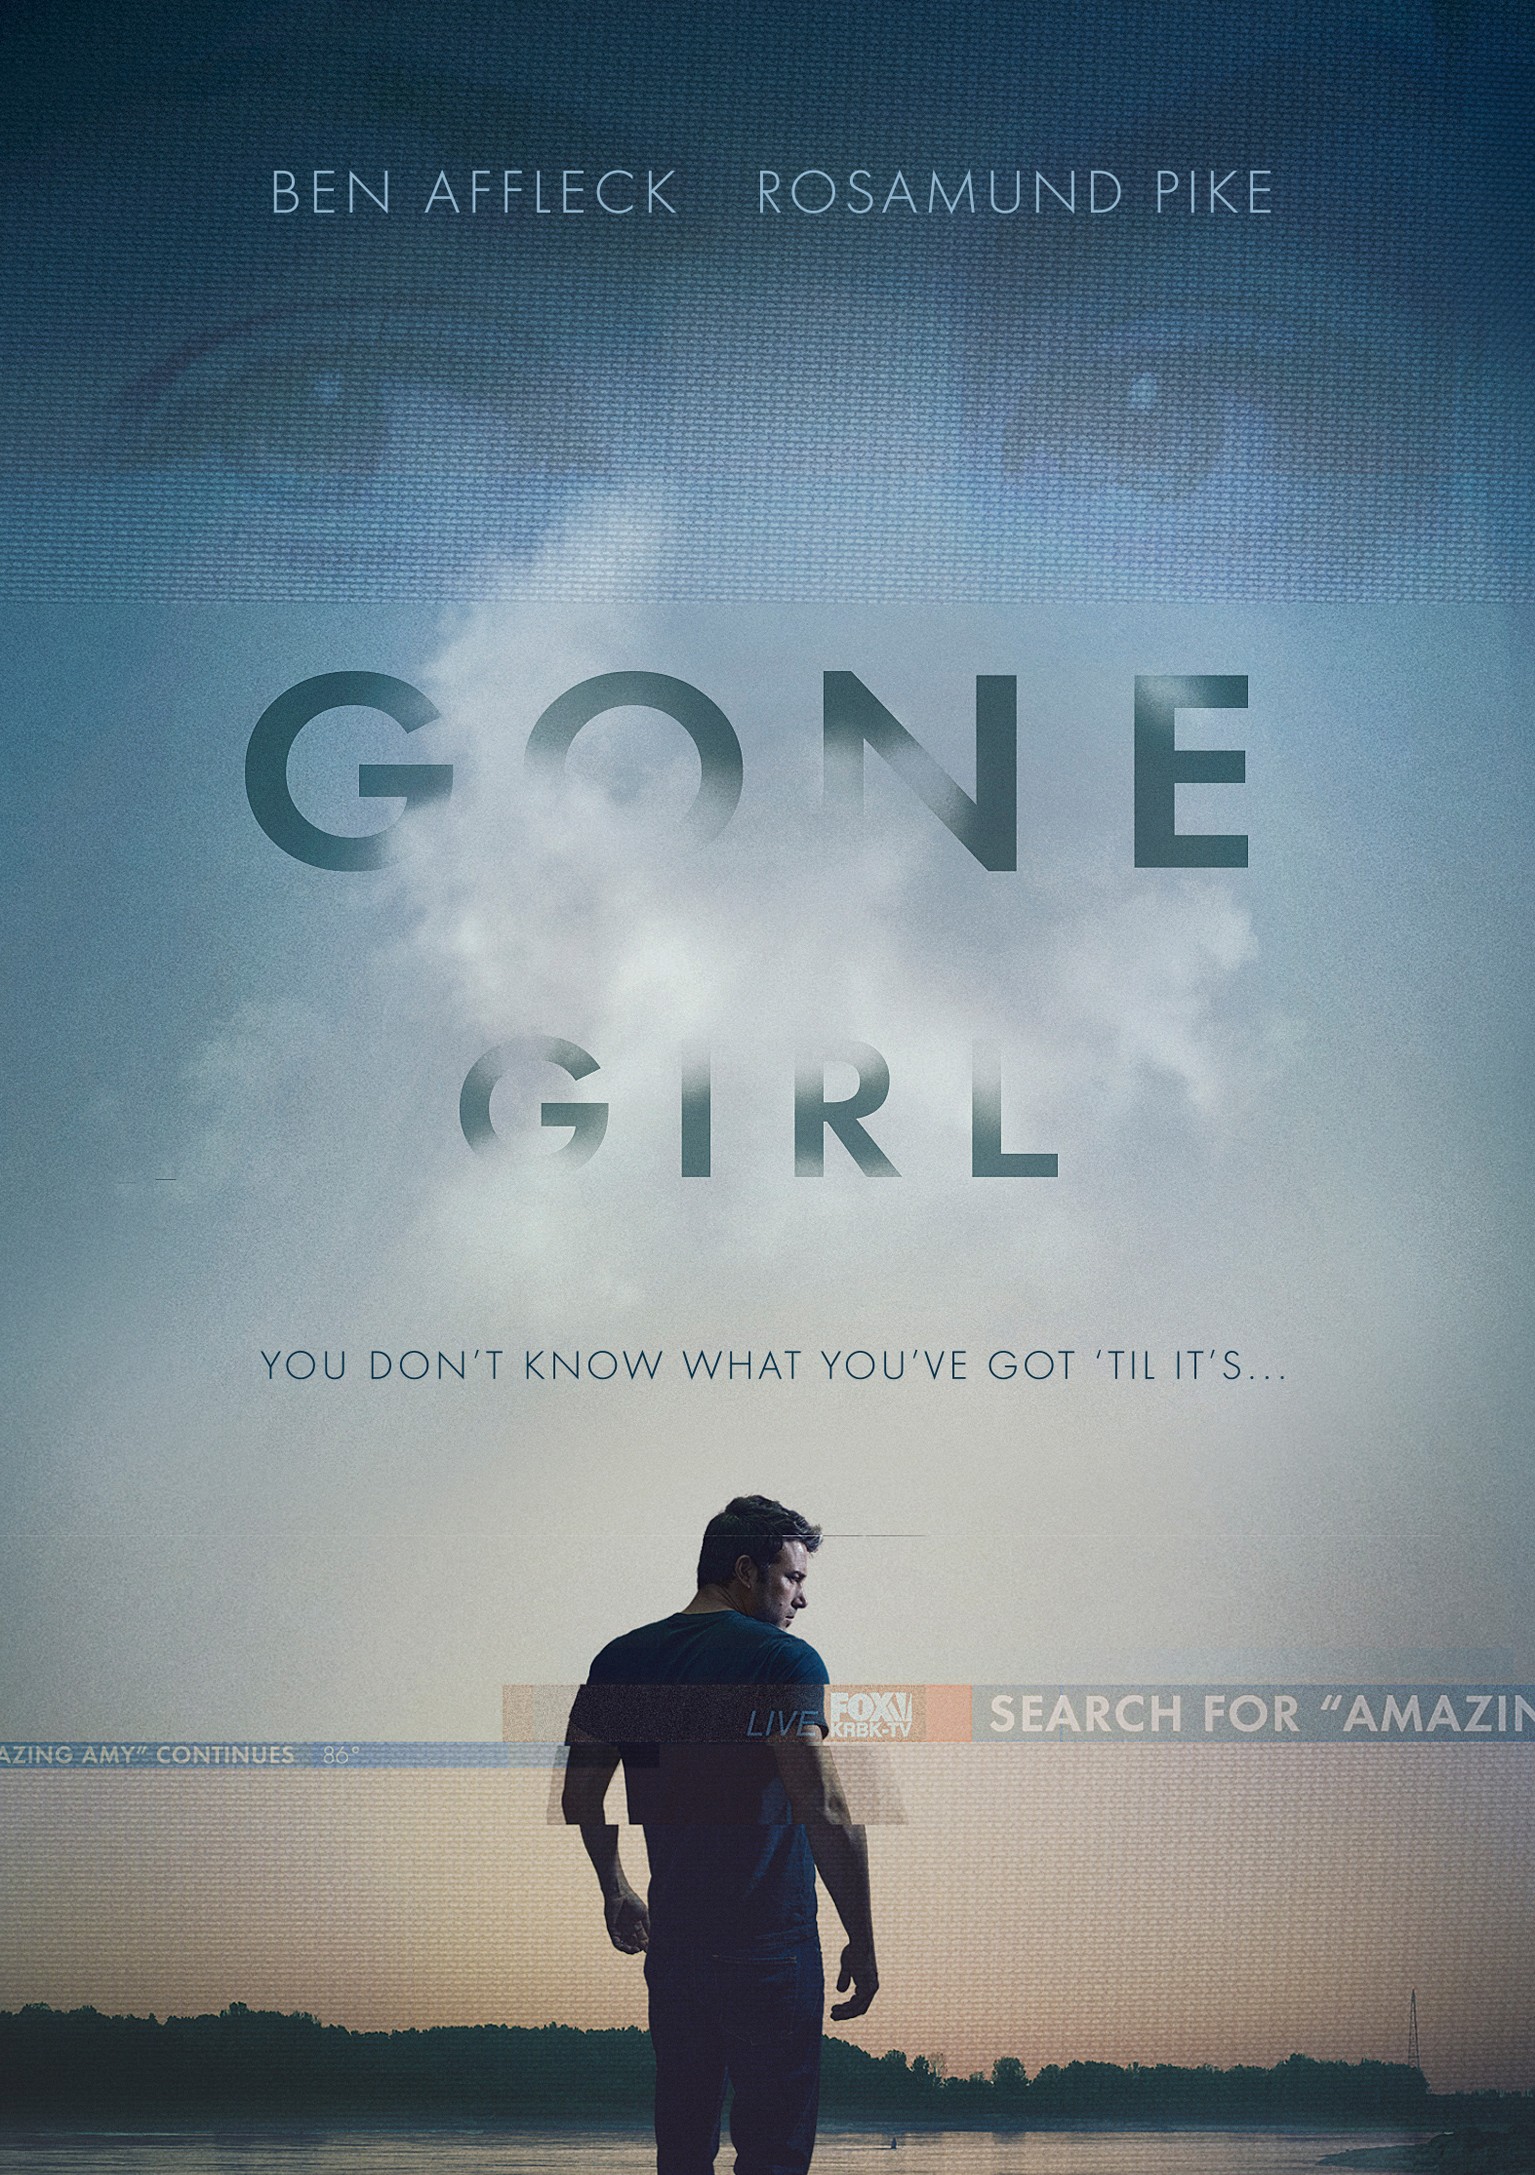 BEN AFFLECK ROSAMUND PIKE
GONE
GIRL
YOU DON’T KNOW WHAT YOU’VE GOT ‘TIL IT’S...
LIVE FOX KRBK-TV SEARCH FOR “AMAZIN
AZING AMY” CONTINUES 86°